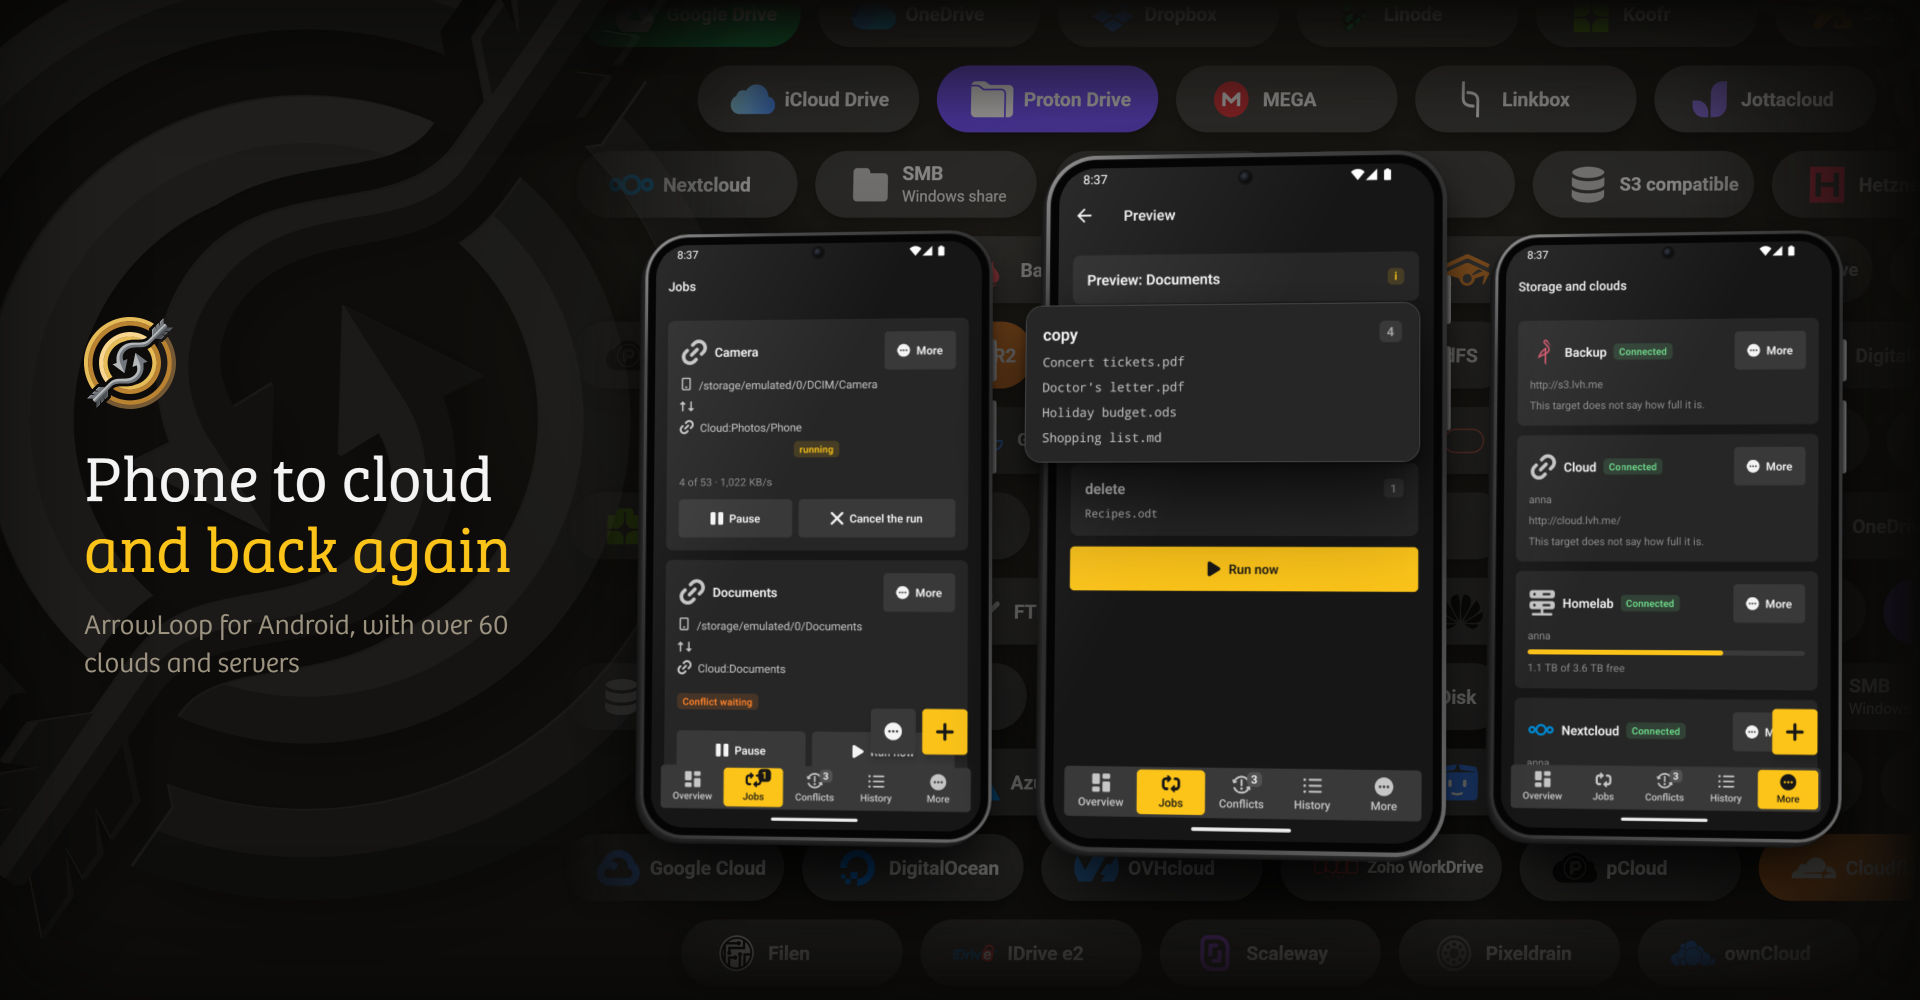 Google Drive
OneDrive
Dropbox
Linode
Koofr
iCloud Drive
Proton Drive
MEGA
Linkbox
Jottacloud
Nextcloud
SMB
Windows share
S3 compatible
Phone to cloud
and back again
ArrowLoop for Android, with over 60
clouds and servers
8:37
Jobs
Camera
More
/storage/emulated/0/DCIM/Camera
Cloud:Photos/Phone
running
4 of 53 · 1,022 KB/s
Pause
Cancel the run
Documents
More
/storage/emulated/0/Documents
Cloud:Documents
Conflict waiting
Pause
Overview
Jobs
1
Conflicts
3
History
More
8:37
Preview
Preview: Documents
i
copy
4
Concert tickets.pdf
Doctor's letter.pdf
Holiday budget.ods
Shopping list.md
delete
1
Recipes.odt
Run now
Overview
Jobs
Conflicts
3
History
More
8:37
Storage and clouds
Backup
Connected
More
http://s3.lvh.me
This target does not say how full it is.
Cloud
Connected
More
anna
http://cloud.lvh.me/
This target does not say how full it is.
Homelab
Connected
More
anna
1.1 TB of 3.6 TB free
Nextcloud
Connected
anna
Overview
Jobs
Conflicts
3
History
More
SMB
Google Cloud
DigitalOcean
OVHcloud
Zoho WorkDrive
pCloud
Filen
IDrive e2
Scaleway
Pixeldrain
ownCloud